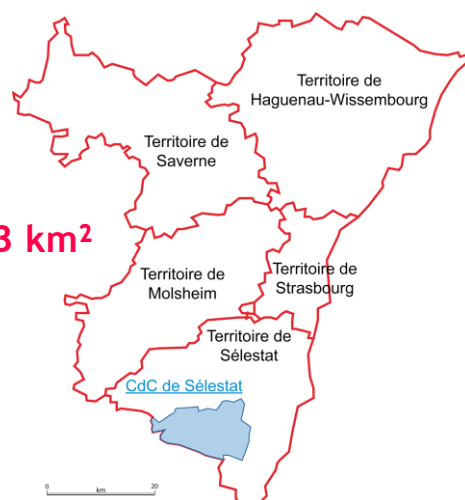 Territoire de
Haguenau-Wissembourg
Territoire de
Saverne
3 km²
Territoire de
Molsheim
Territoire de
Strasbourg
Territoire de
Sélestat
CdC de Sélestat
0
20
km